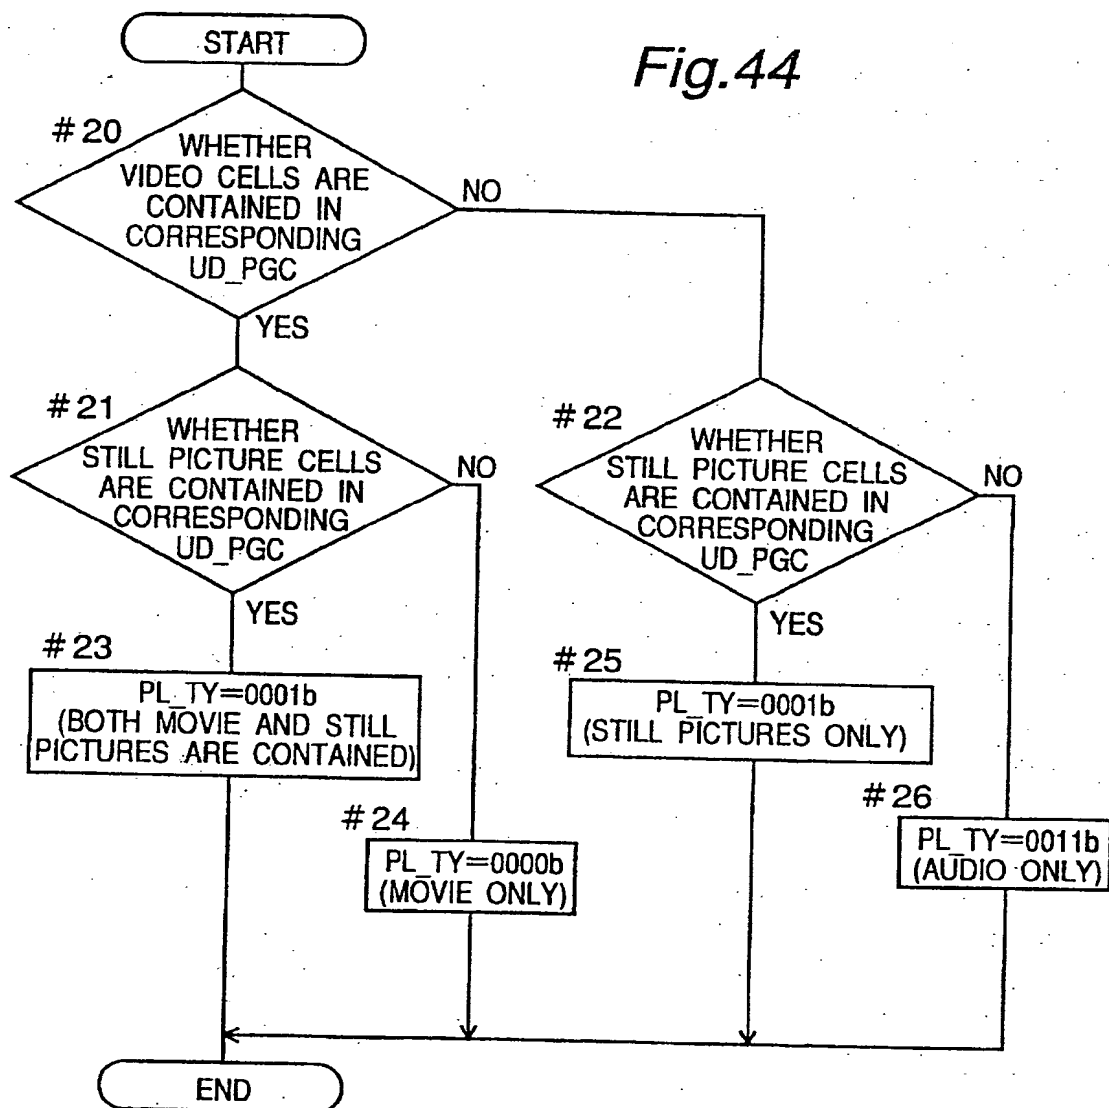 START
Fig.44
#20
WHETHER
VIDEO CELLS ARE
CONTAINED IN
CORRESPONDING
UD_PGC
NO
YES
#21
WHETHER
STILL PICTURE CELLS
ARE CONTAINED IN
CORRESPONDING
UD_PGC
NO
YES
#22
WHETHER
STILL PICTURE CELLS
ARE CONTAINED IN
CORRESPONDING
UD_PGC
NO
YES
#23
PL_TY=0001b
(BOTH MOVIE AND STILL
PICTURES ARE CONTAINED)
#24
PL_TY=0000b
(MOVIE ONLY)
#25
PL_TY=0001b
(STILL PICTURES ONLY)
#26
PL_TY=0011b
(AUDIO ONLY)
END